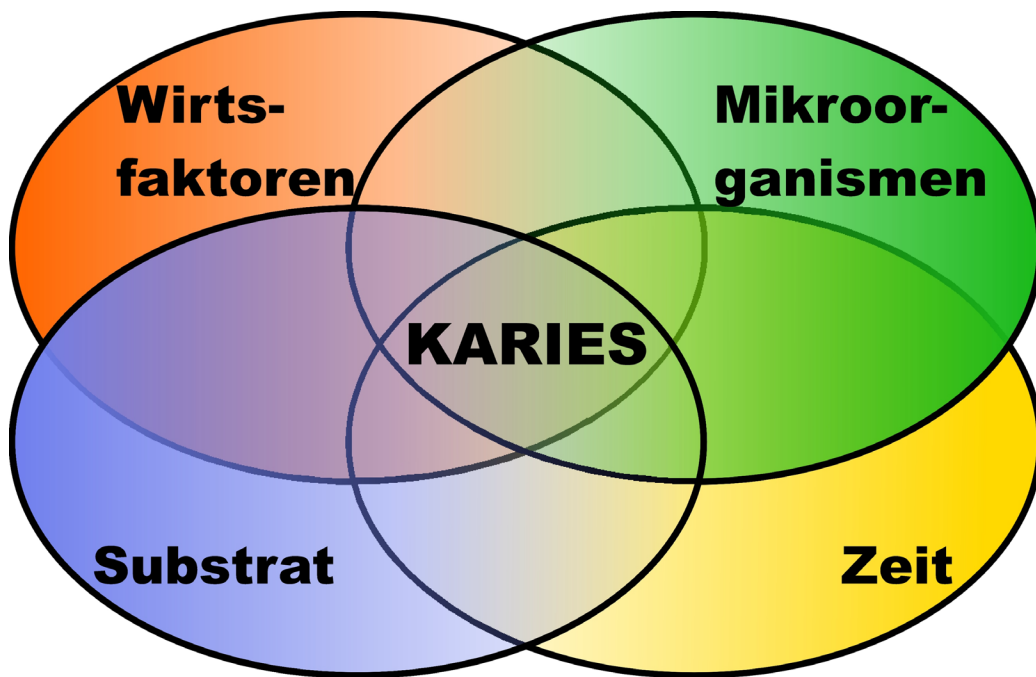 Wirts-
faktoren
Mikroor-
ganismen
KARIES
Substrat
Zeit